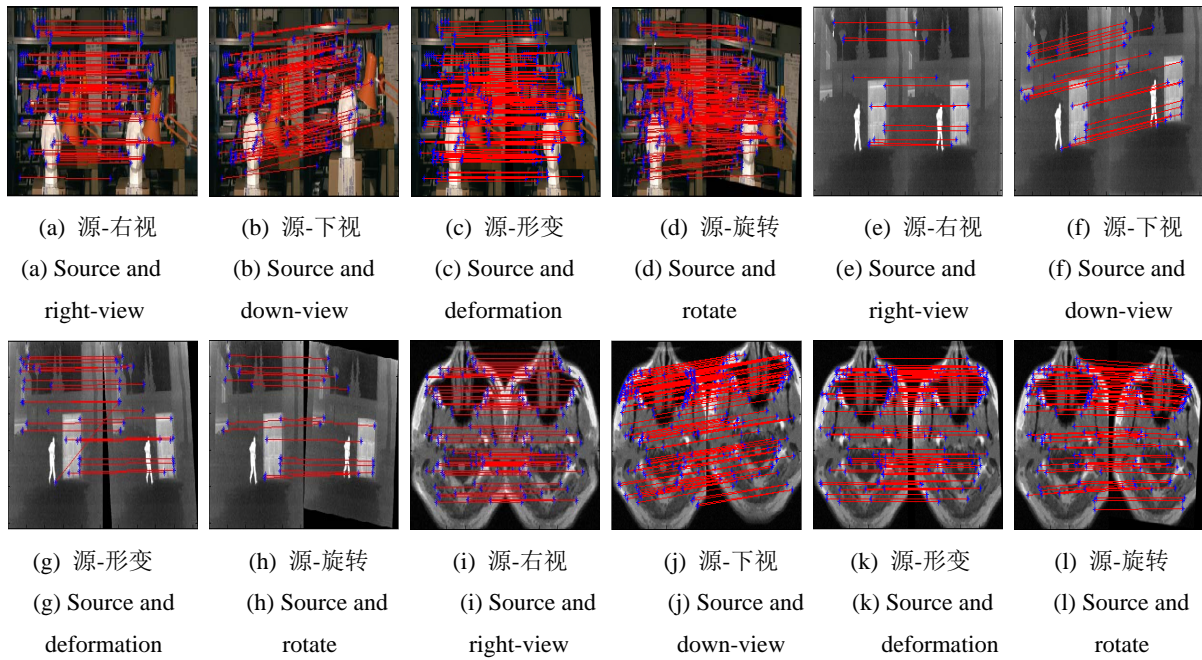 (a) 源-右视 (b) 源-下视 (c) 源-形变 (d) 源-旋转 (e) 源-右视 (f) 源-下视
(a) Source and (b) Source and (c) Source and (d) Source and (e) Source and (f) Source and
right-view down-view deformation rotate right-view down-view
(g) 源-形变 (h) 源-旋转 (i) 源-右视 (j) 源-下视 (k) 源-形变 (l) 源-旋转
(g) Source and (h) Source and (i) Source and (j) Source and (k) Source and (l) Source and
deformation rotate right-view down-view deformation rotate